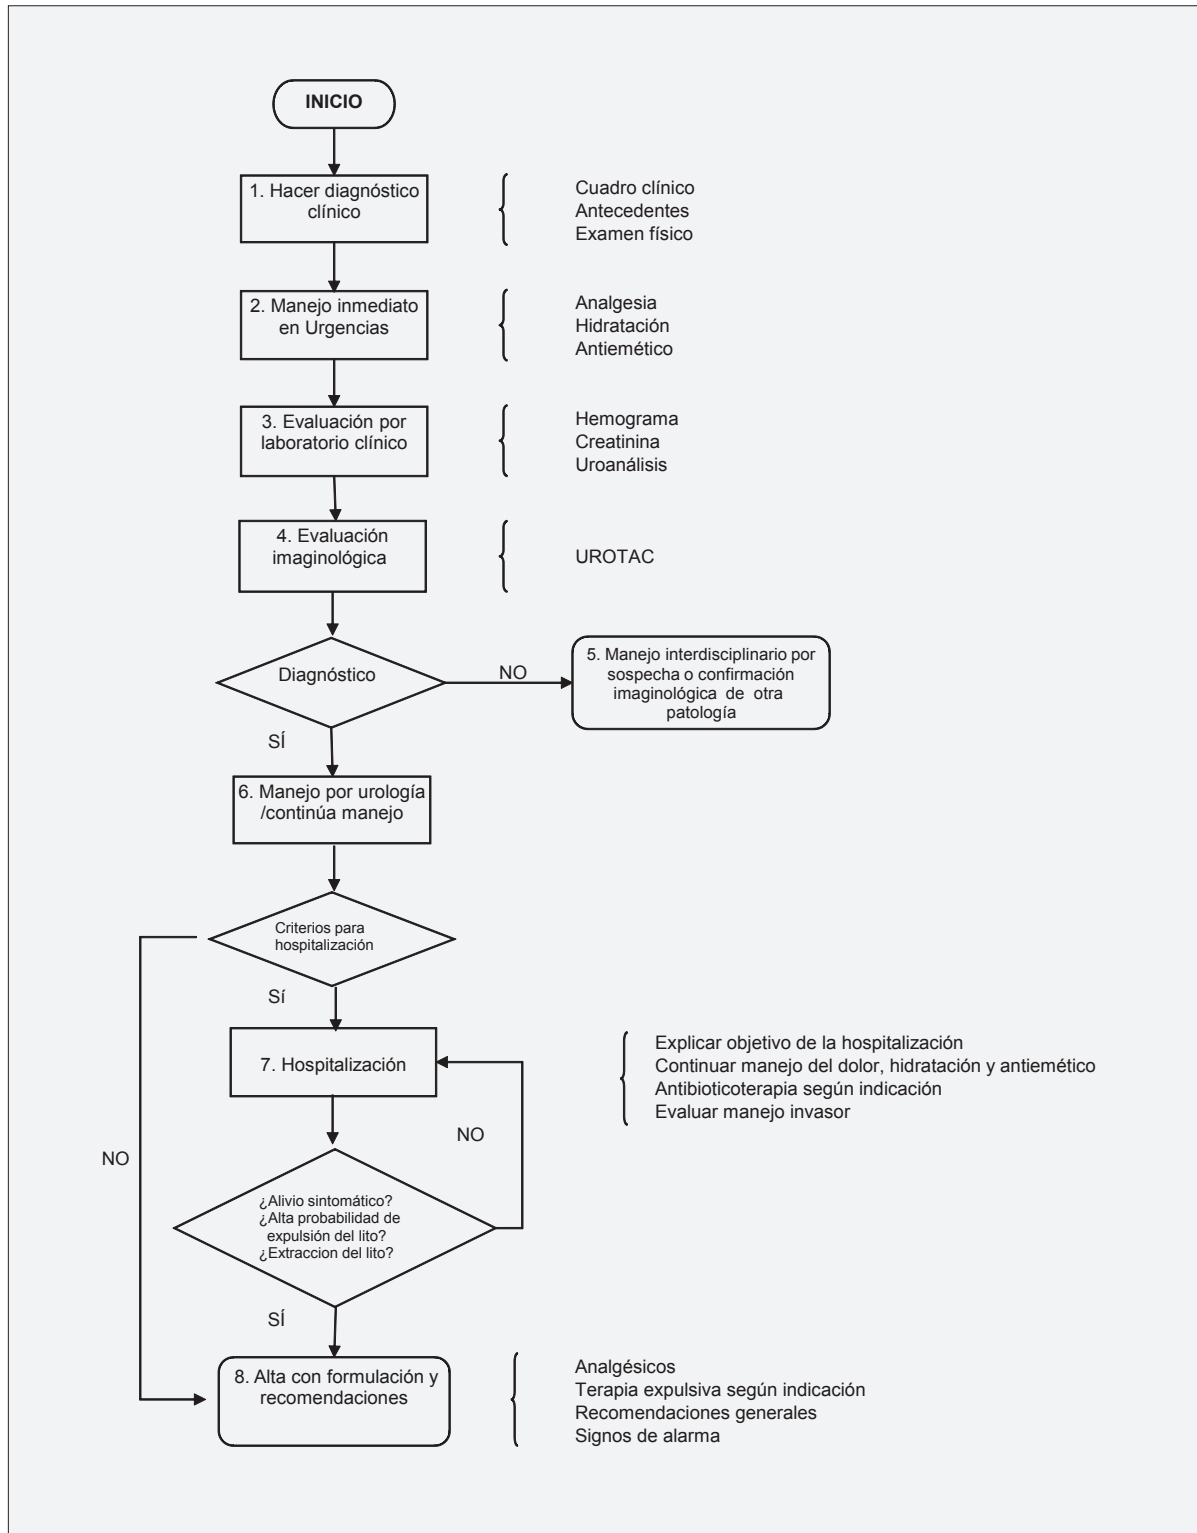 INICIO
1. Hacer diagnóstico
clínico
Cuadro clínico
Antecedentes
Examen físico
2. Manejo inmediato
en Urgencias
Analgesia
Hidratación
Antiemético
3. Evaluación por
laboratorio clínico
Hemograma
Creatinina
Uroanálisis
4. Evaluación
imaginológica
UROTAC
Diagnóstico
NO
5. Manejo interdisciplinario por
sospecha o confirmación
imaginológica de otra
patología
SÍ
6. Manejo por urología
/continúa manejo
Criterios para
hospitalización
Sí
7. Hospitalización
Explicar objetivo de la hospitalización
Continuar manejo del dolor, hidratación y antiemético
Antibioticoterapia según indicación
Evaluar manejo invasor
NO
NO
¿Alivio sintomático?
¿Alta probabilidad de
expulsión del lito?
¿Extraccion del lito?
SÍ
8. Alta con formulación y
recomendaciones
Analgésicos
Terapia expulsiva según indicación
Recomendaciones generales
Signos de alarma